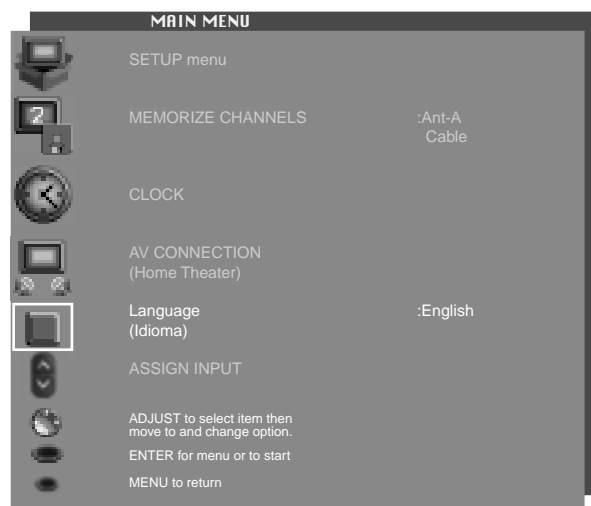 MAIN MENU
SETUP menu
MEMORIZE CHANNELS :Ant-A
Cable
CLOCK
AV CONNECTION
(Home Theater)
Language :English
(Idioma)
ASSIGN INPUT
ADJUST to select item then
move to and change option.
ENTER for menu or to start
MENU to return